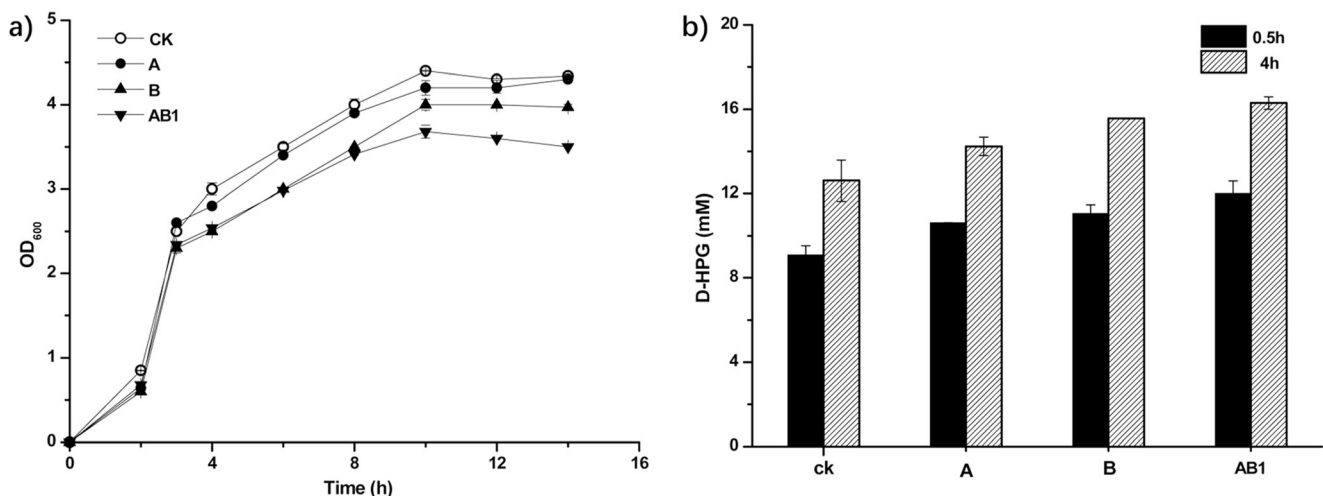 a)
CK
A
B
AB1
OD600
5
4
3
2
1
0
0 4 8 12 16
Time (h)
b)
0.5h
4h
D-HPG (mM)
20
16
12
8
4
0
ck A B AB1